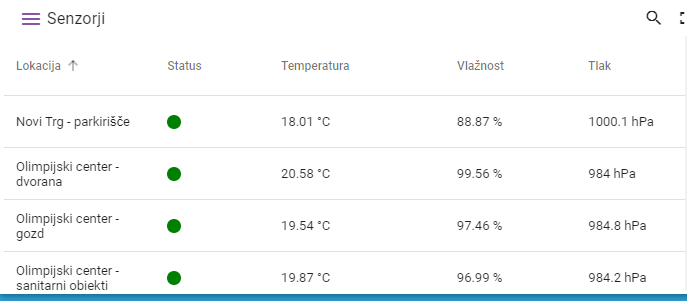 Senzorji
Lokacija Status Temperatura Vlažnost Tlak
Novi Trg - parkirišče 18.01 °C 88.87 % 1000.1 hPa
Olimpijski center -
dvorana 20.58 °C 99.56 % 984 hPa
Olimpijski center -
gozd 19.54 °C 97.46 % 984.8 hPa
Olimpijski center -
sanitarni obiekti 19.87 °C 96.99 % 984.2 hPa